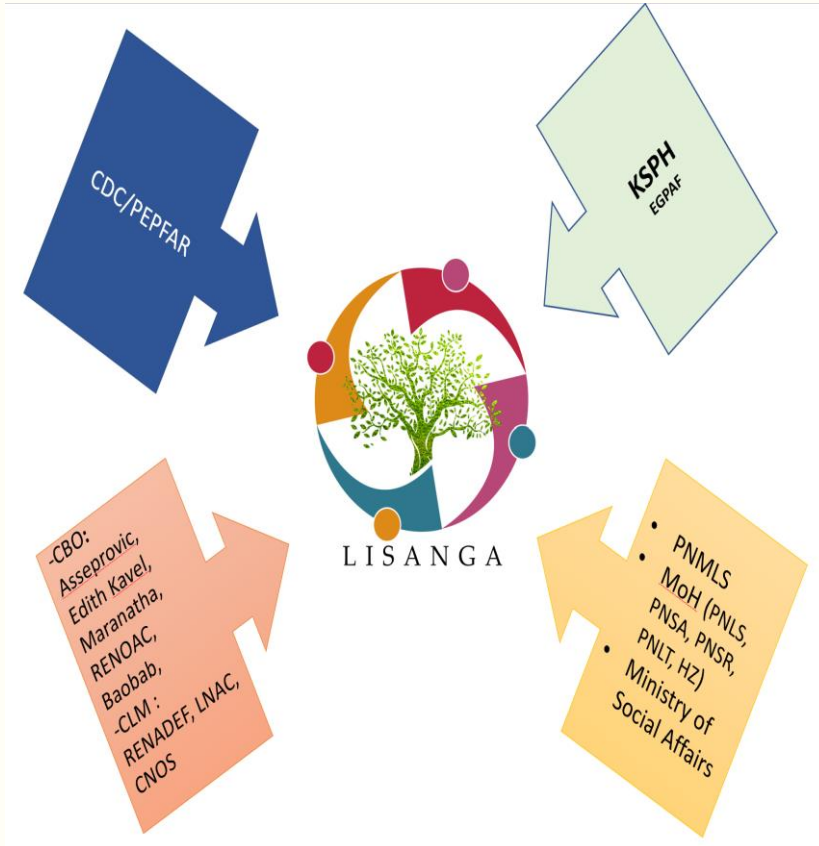 CDC/PEPFAR
KSPH
EGPAF
LISANGA
-CBO:
Asseprovic,
Edith Kavel,
Maranatha,
RENOAC,
Baobab,
-CLM :
RENADEF, LNAC,
CNOS
• PNMLS
• MoH (PNLS,
PNSA, PNSR,
PNLT, HZ)
• Ministry of
Social Affairs